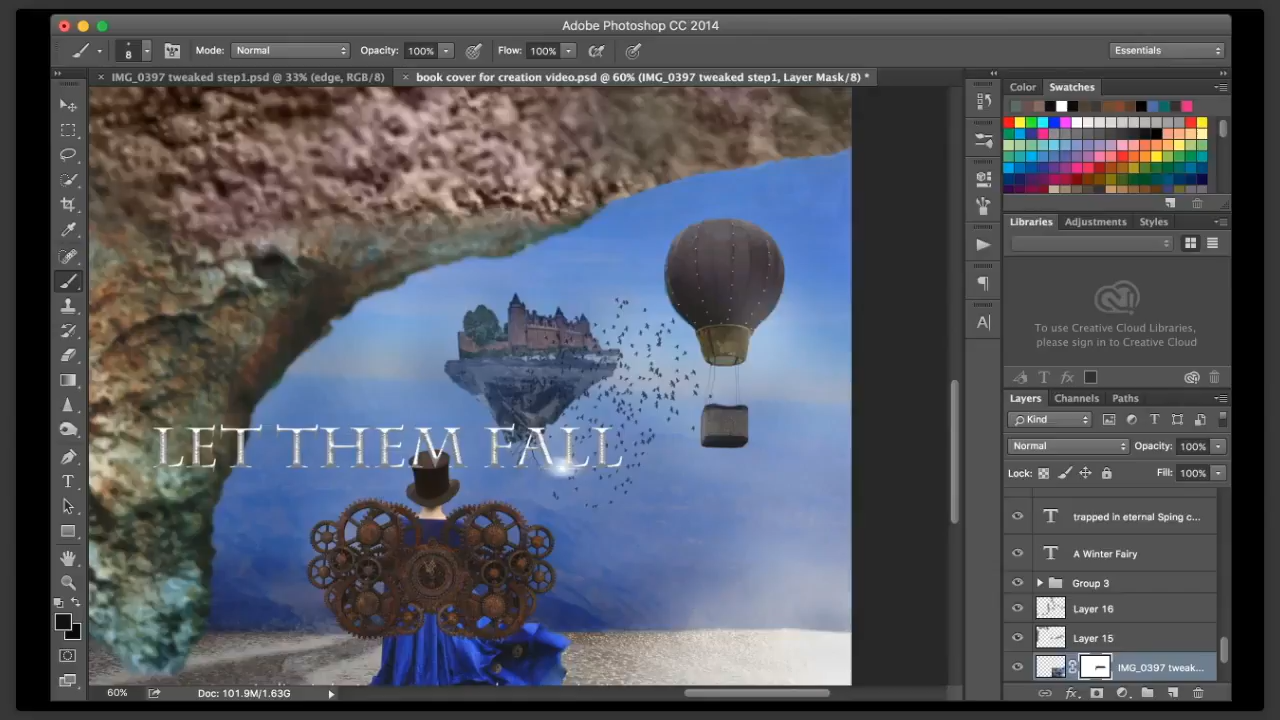 Adobe Photoshop CC 2014
8 Mode: Normal Opacity: 100% Flow: 100% Essentials
IMG_0397 tweaked step1.psd @ 33% (edge, RGB/8) book cover for creation video.psd @ 60% (IMG_0397 tweaked step1, Layer Mask/8) *
Color Swatches
Libraries Adjustments Styles
To use Creative Cloud Libraries,
please sign in to Creative Cloud
Layers Channels Paths
Kind
Normal Opacity: 100%
Lock: Fill: 100%
LET THEM FALL
trapped in eternal Sping c...
A Winter Fairy
Group 3
Layer 16
Layer 15
IMG_0397 tweak...
60% Doc: 101.9M/1.63G